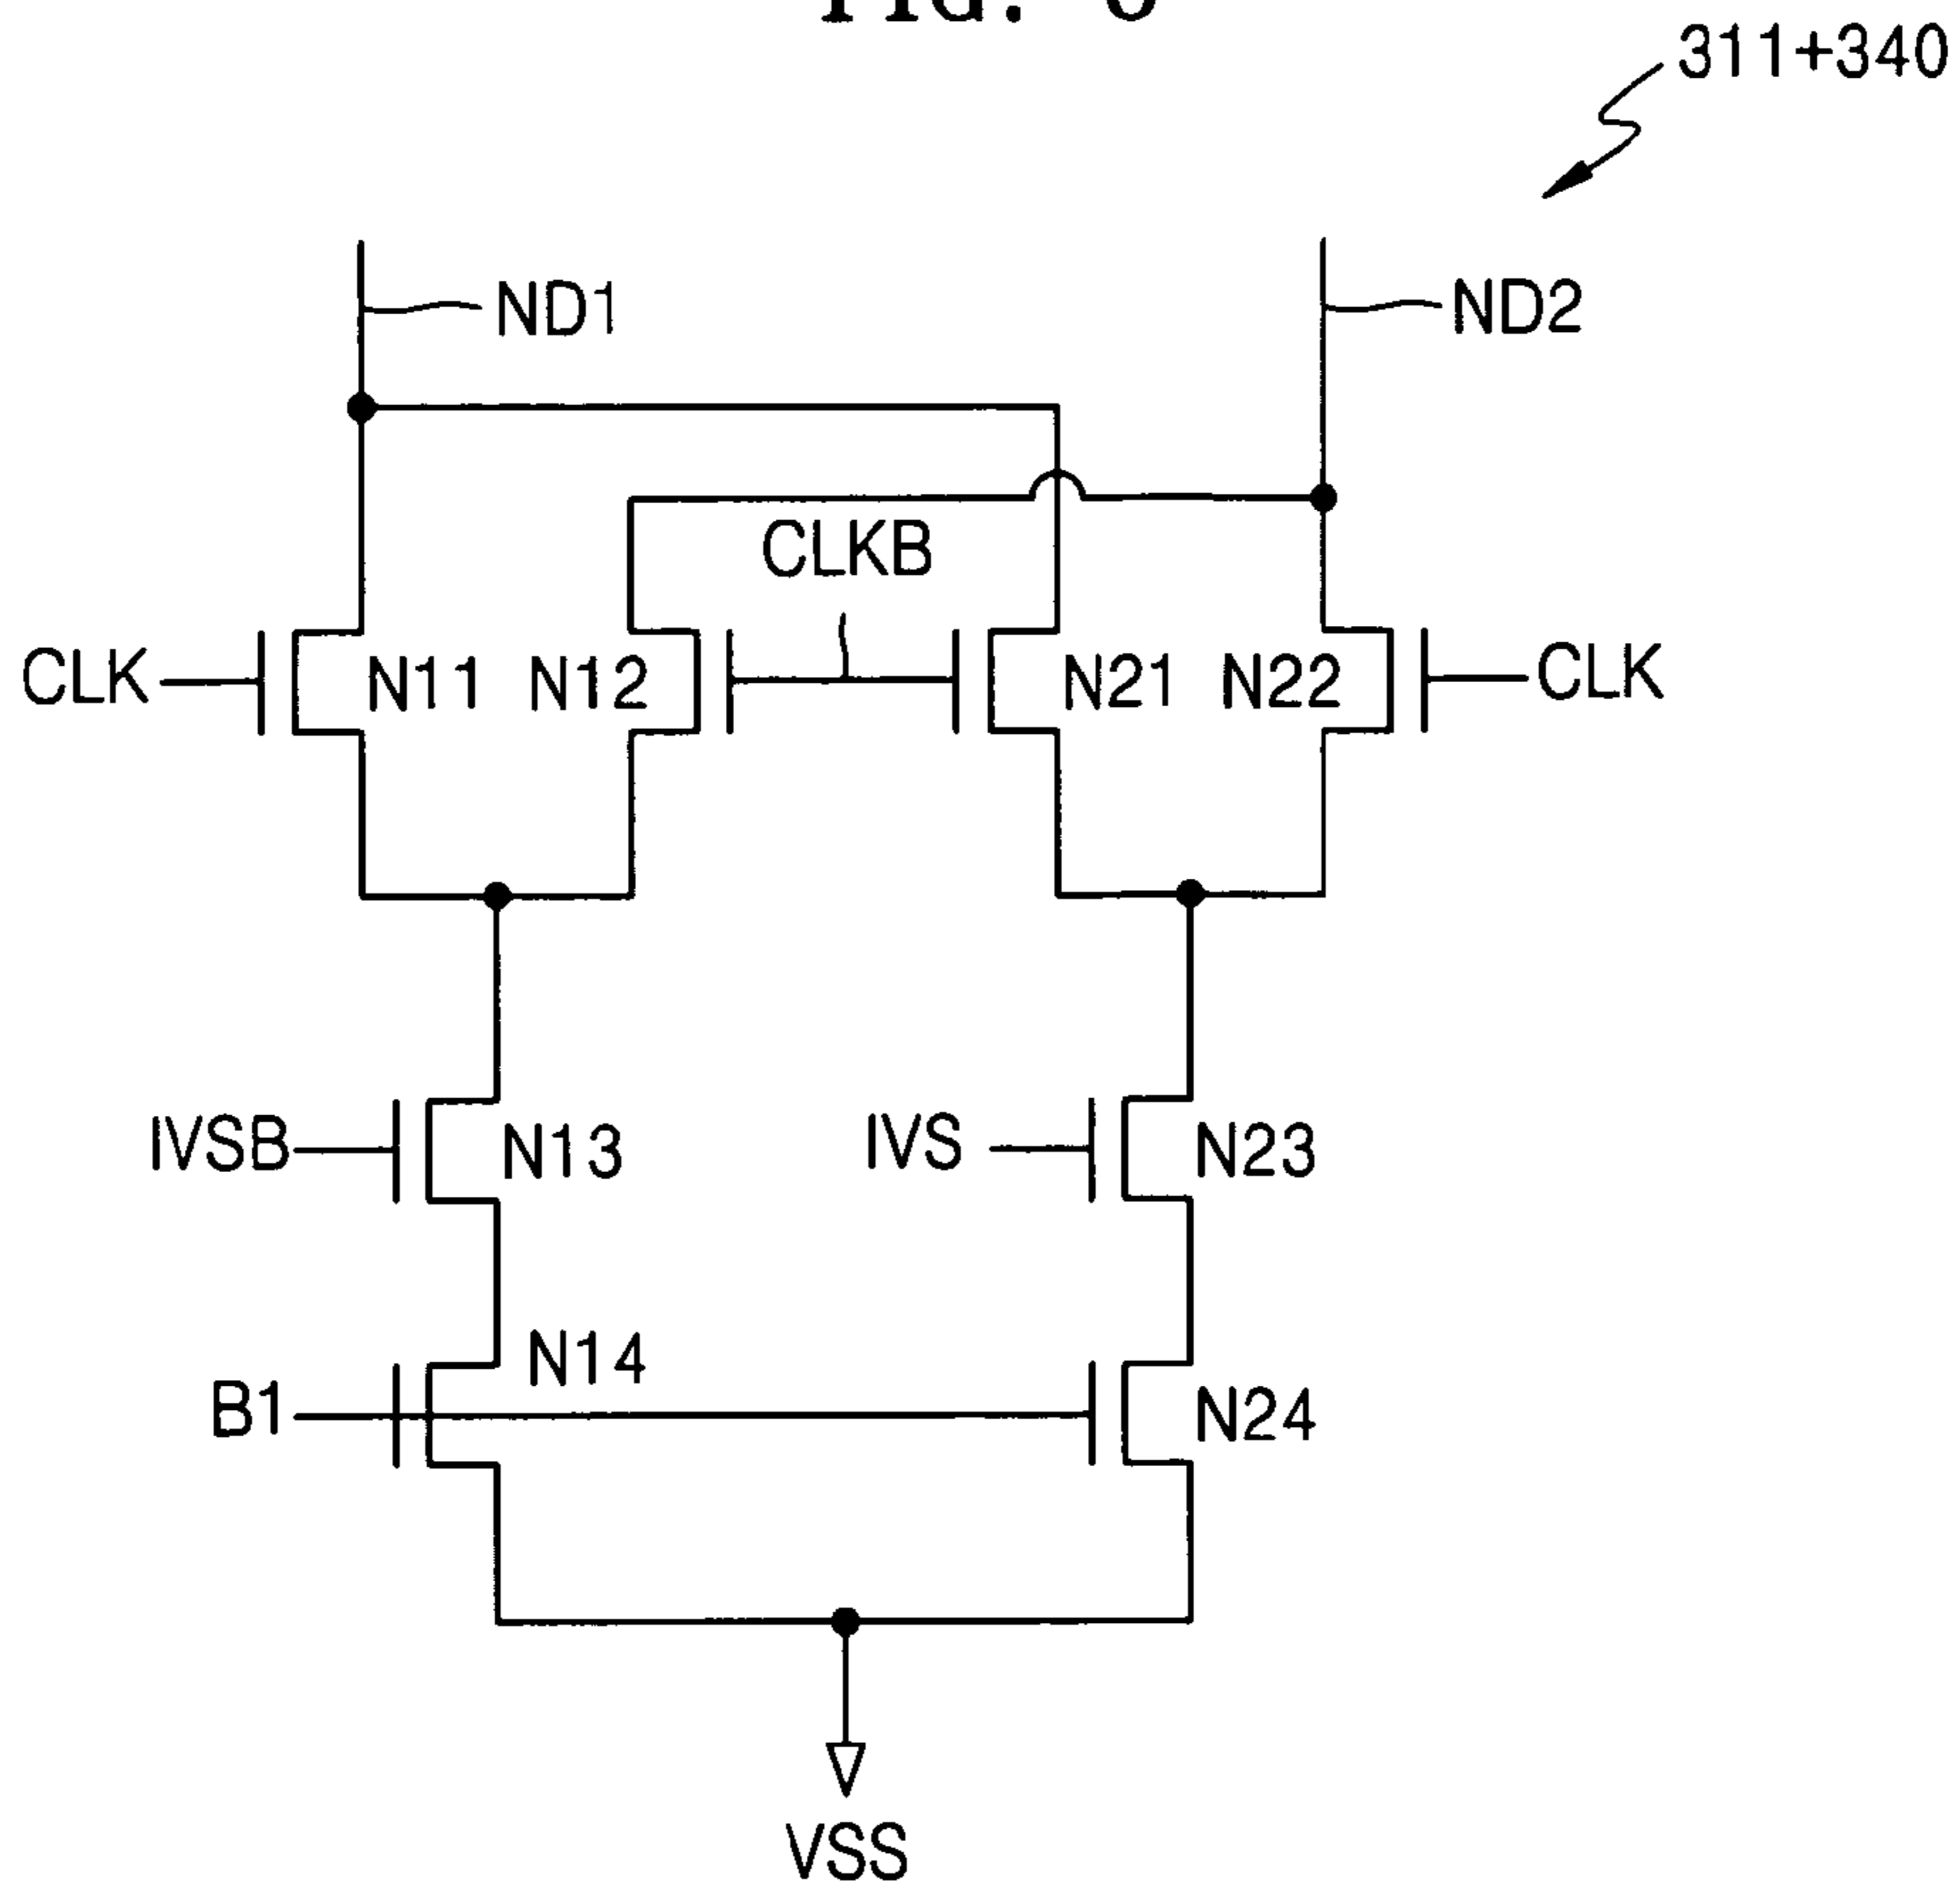 311+340
ND1
ND2
CLKB
CLK
N11
N12
N21
N22
CLK
IVSB
N13
IVS
N23
N14
B1
N24
VSS